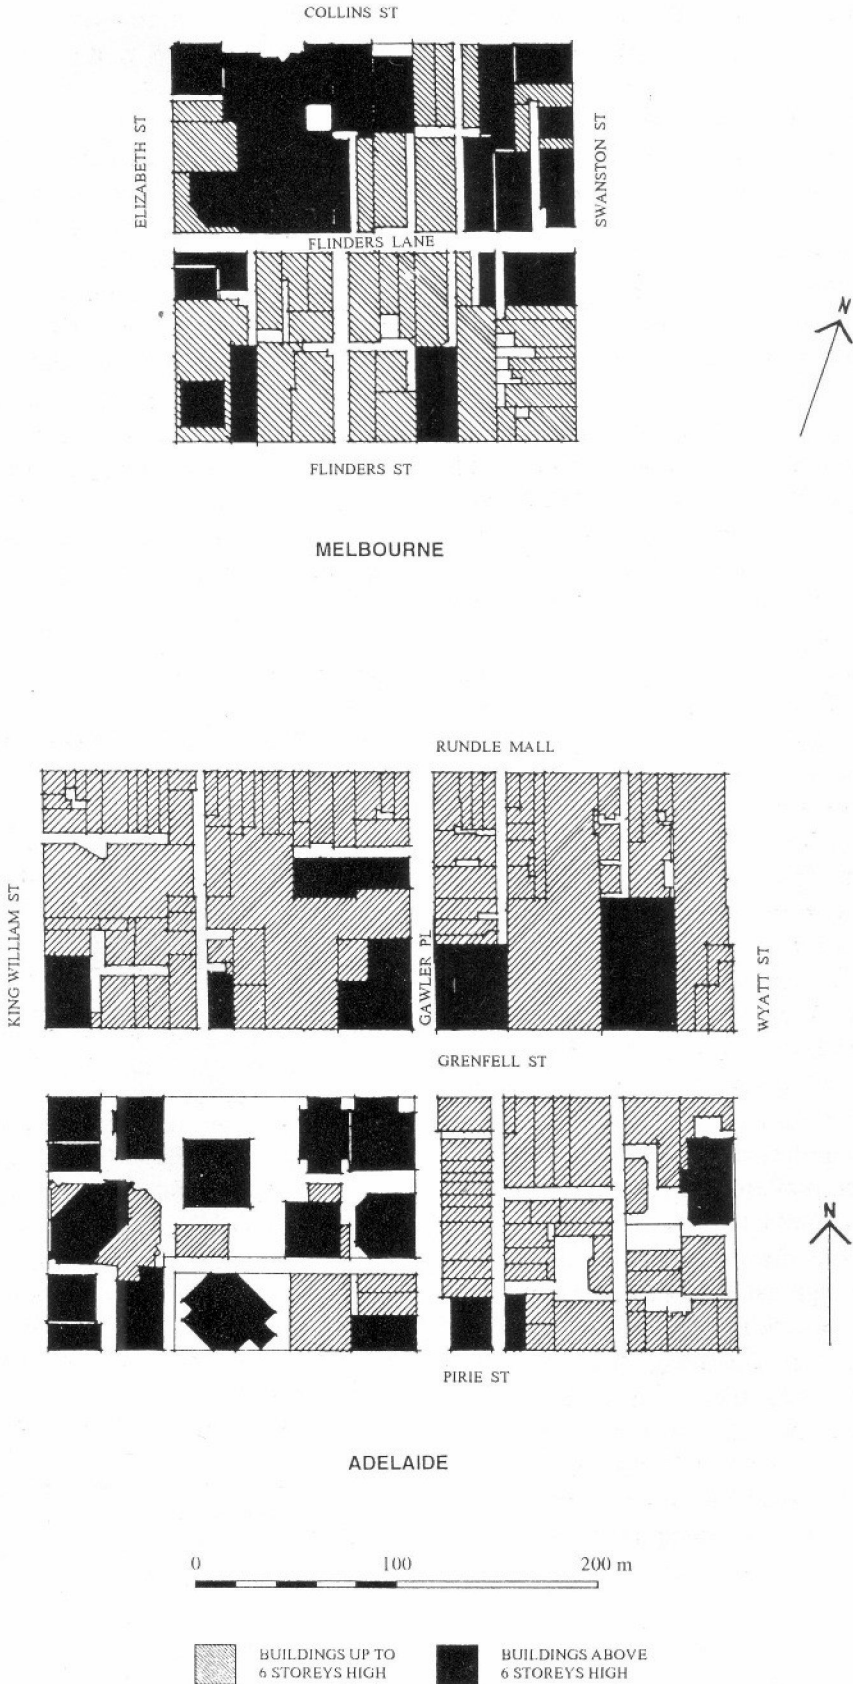 COLLINS ST
ELIZABETH ST
SWANSTON ST
FLINDERS LANE
N
FLINDERS ST
MELBOURNE
RUNDLE MALL
KING WILLIAM ST
GAWLER PL
WYATT ST
GRENFELL ST
N
PIRIE ST
ADELAIDE
0 100 200 m
BUILDINGS UP TO
6 STOREYS HIGH
BUILDINGS ABOVE
6 STOREYS HIGH